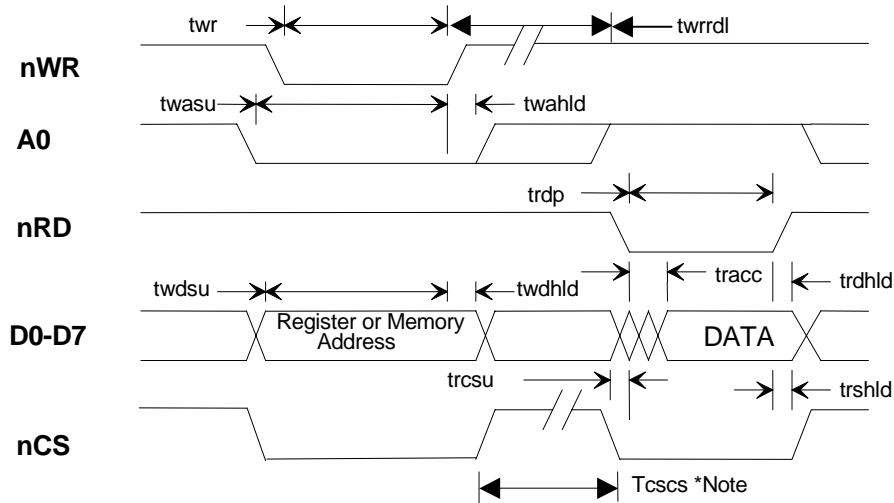 twr
twrrdl
nWR
twasu
twahld
A0
trdp
nRD
tracc
trdhld
twdsu
twdhld
D0-D7
Register or Memory
Address
DATA
trcsu
trshld
nCS
Tcscs *Note